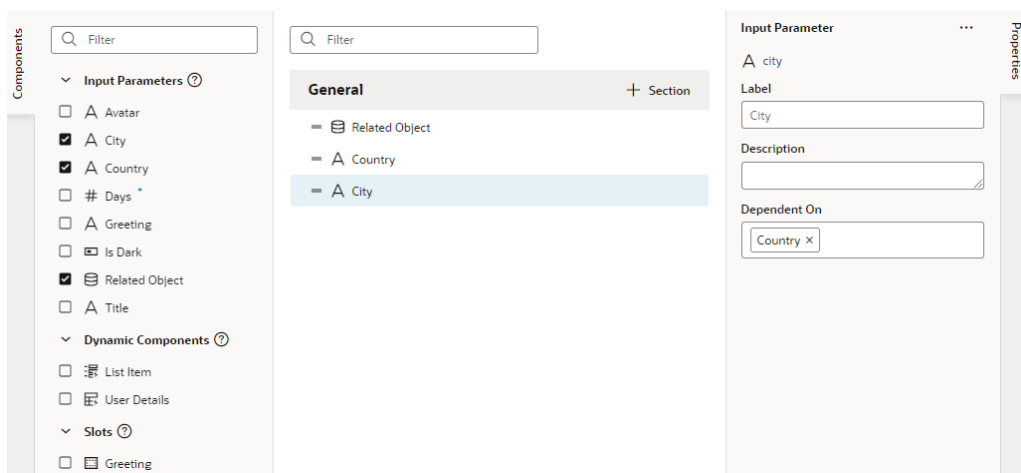 Components
Filter
Input Parameters ?
A Avatar
A City
A Country
# Days *
A Greeting
Is Dark
Related Object
A Title
Dynamic Components ?
List Item
User Details
Slots ?
Greeting
Filter
General
+ Section
Related Object
A Country
A City
Input Parameter ...
A city
Label
City
Description
Dependent On
Country ×
Properties